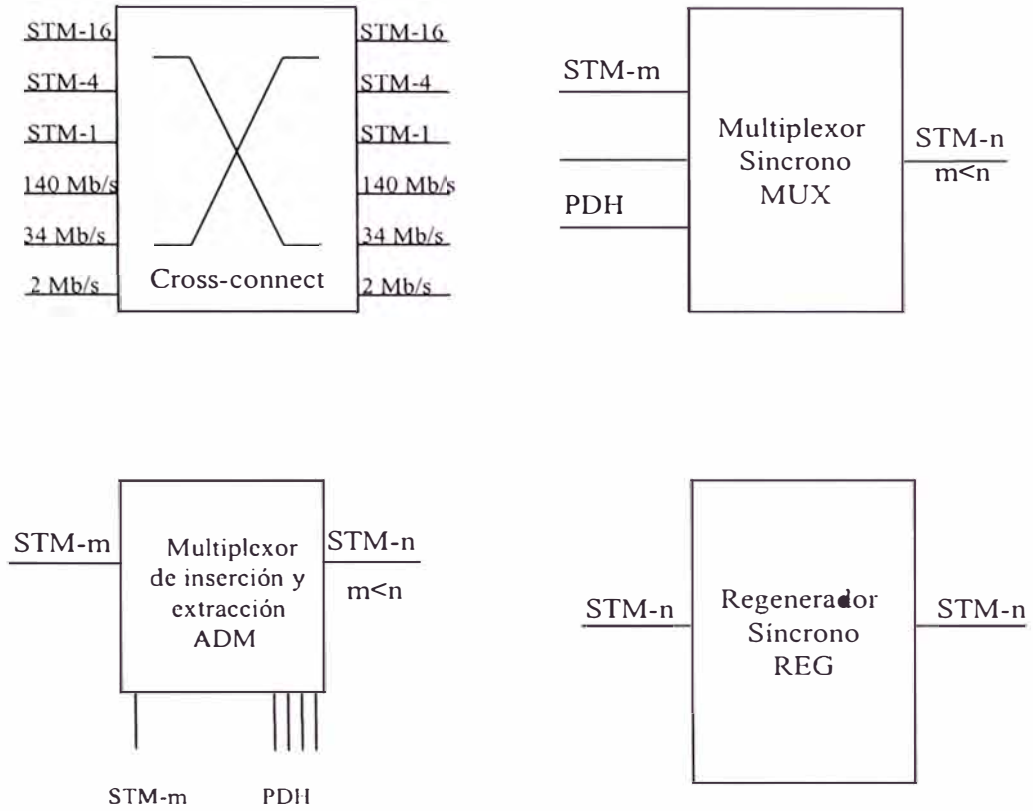 STM-16
STM-4
STM-1
140 Mb/s
34 Mb/s
2 Mb/s
Cross-connect
STM-16
STM-4
STM-1
140 Mb/s
34 Mb/s
2 Mb/s
STM-m
PDH
Multiplexor
Sincrono
MUX
STM-n
m<n
STM-m
Multiplexor
de inserción y
extracción
ADM
STM-n
m<n
STM-m
PDH
STM-n
Regenerador
Síncrono
REG
STM-n